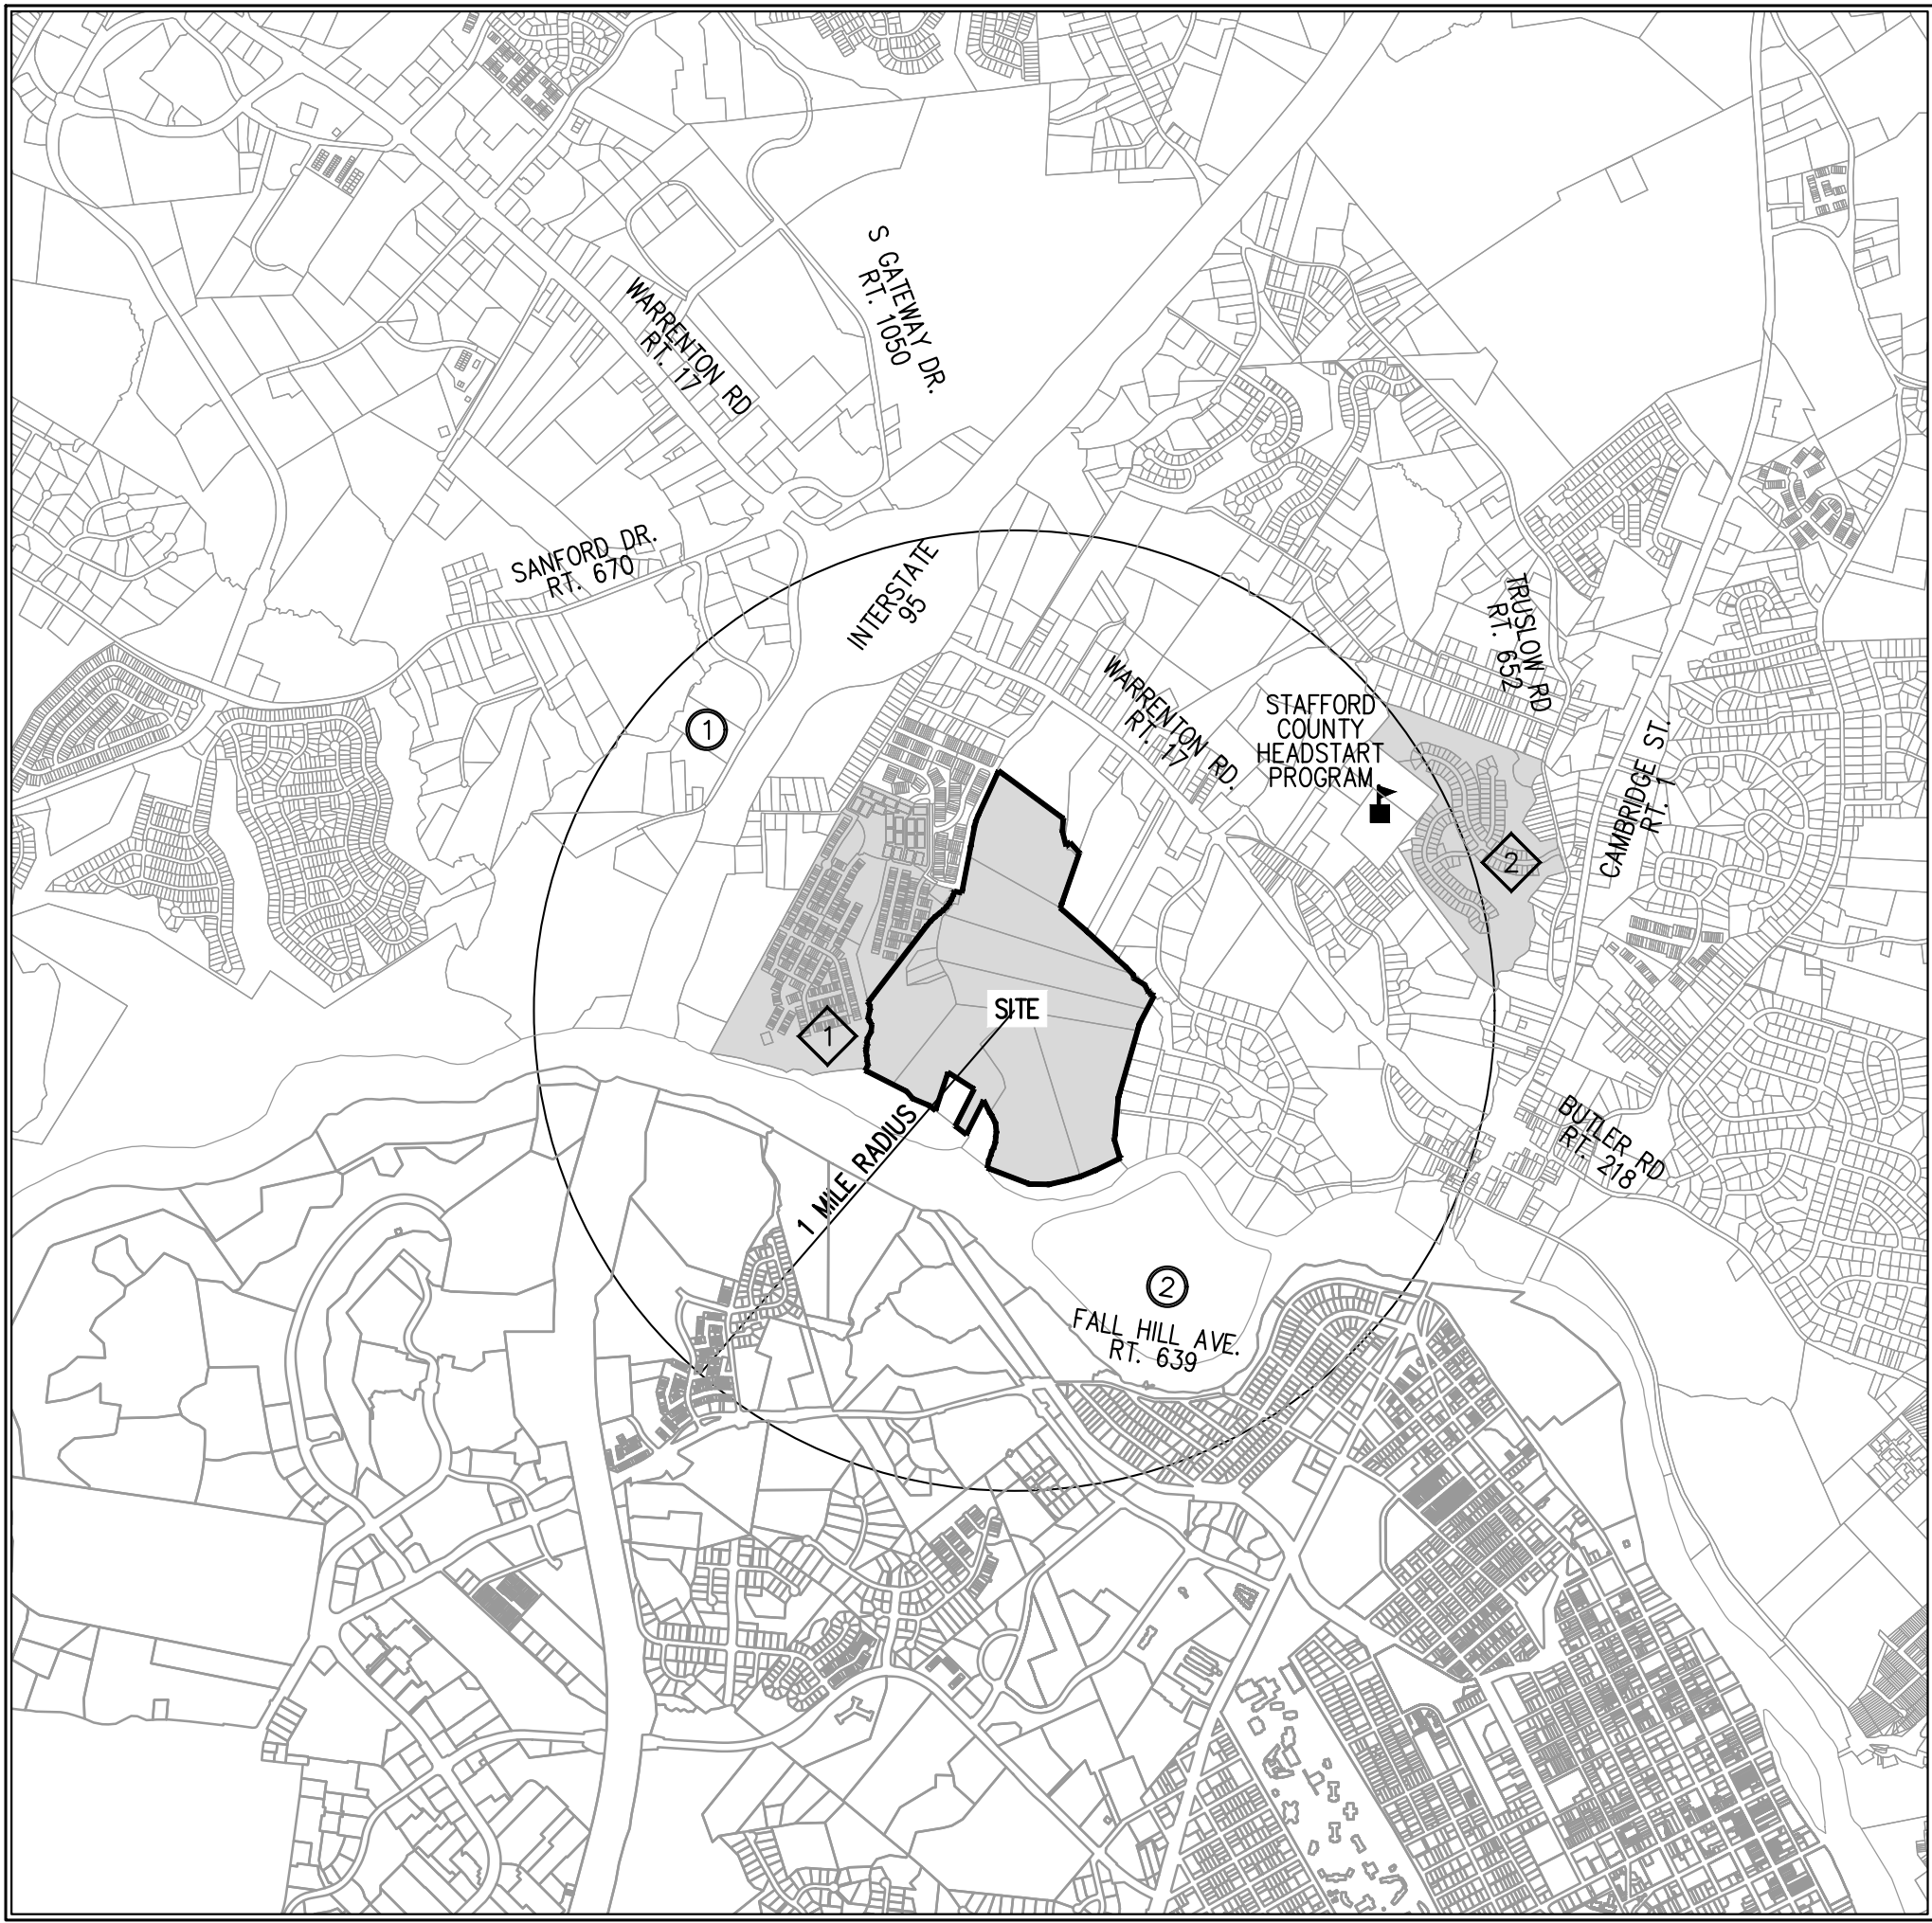 S GATEWAY DR.
RT. 1050
WARRENTON RD
RT. 17
SANFORD DR.
RT. 670
INTERSTATE
95
TRUSLOW RD
RT. 652
WARRENTON RD.
RT. 17
STAFFORD
COUNTY
HEADSTART
PROGRAM
1
CAMBRIDGE ST.
RT. 1
2
SITE
1
1 MILE RADIUS
BUTLER RD
RT. 218
2
FALL HILL AVE.
RT. 639